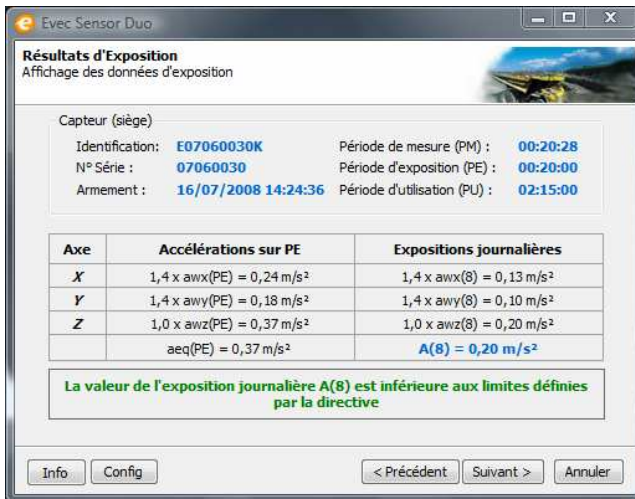 Evec Sensor Duo
Résultats d'Exposition
Affichage des données d'exposition
Capteur (siège)
Identification: E07060030K Période de mesure (PM) : 00:20:28
N° Série : 07060030 Période d'exposition (PE) : 00:20:00
Armement : 16/07/2008 14:24:36 Période d'utilisation (PU) : 02:15:00
Axe Accélérations sur PE Expositions journalières
X 1,4 x awx(PE) = 0,24 m/s² 1,4 x awx(8) = 0,13 m/s²
Y 1,4 x awy(PE) = 0,18 m/s² 1,4 x awy(8) = 0,10 m/s²
Z 1,0 x awz(PE) = 0,37 m/s² 1,0 x awz(8) = 0,20 m/s²
aeq(PE) = 0,37 m/s² A(8) = 0,20 m/s²
La valeur de l'exposition journalière A(8) est inférieure aux limites définies
par la directive
Info Config < Précédent Suivant > Annuler